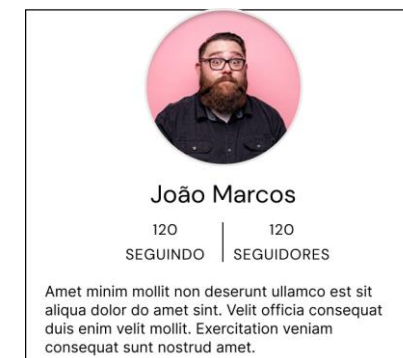 João Marcos
120 120
SEGUINDO SEGUIDORES
Amet minim mollit non deserunt ullamco est sit
aliqua dolor do amet sint. Velit officia consequat
duis enim velit mollit. Exercitation veniam
consequat sunt nostrud amet.